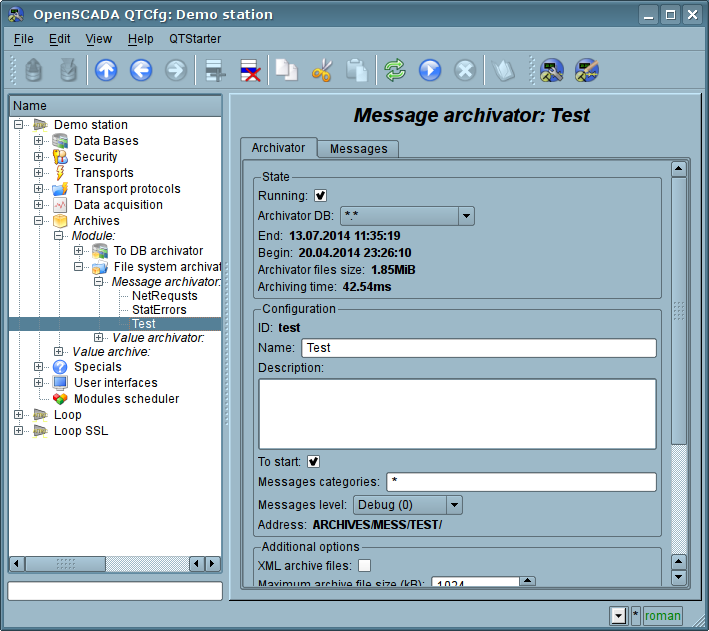 OpenSCADA QTCfg: Demo station
File Edit View Help QTStarter
Name
Demo station
Data Bases
Security
Transports
Transport protocols
Data acquisition
Archives
Module:
To DB archivator
File system archivat
Message archivator:
NetRequsts
StatErrors
Test
Value archivator:
Value archive:
Specials
User interfaces
Modules scheduler
Loop
Loop SSL
Message archivator: Test
Archivator Messages
State
Running:
Archivator DB: *.*
End: 13.07.2014 11:35:19
Begin: 20.04.2014 23:26:10
Archivator files size: 1.85MiB
Archiving time: 42.54ms
Configuration
ID: test
Name: Test
Description:
To start:
Messages categories: *
Messages level: Debug (0)
Address: ARCHIVES/MESS/TEST/
Additional options
XML archive files:
Maximum archive file size (kB): 1024
* roman